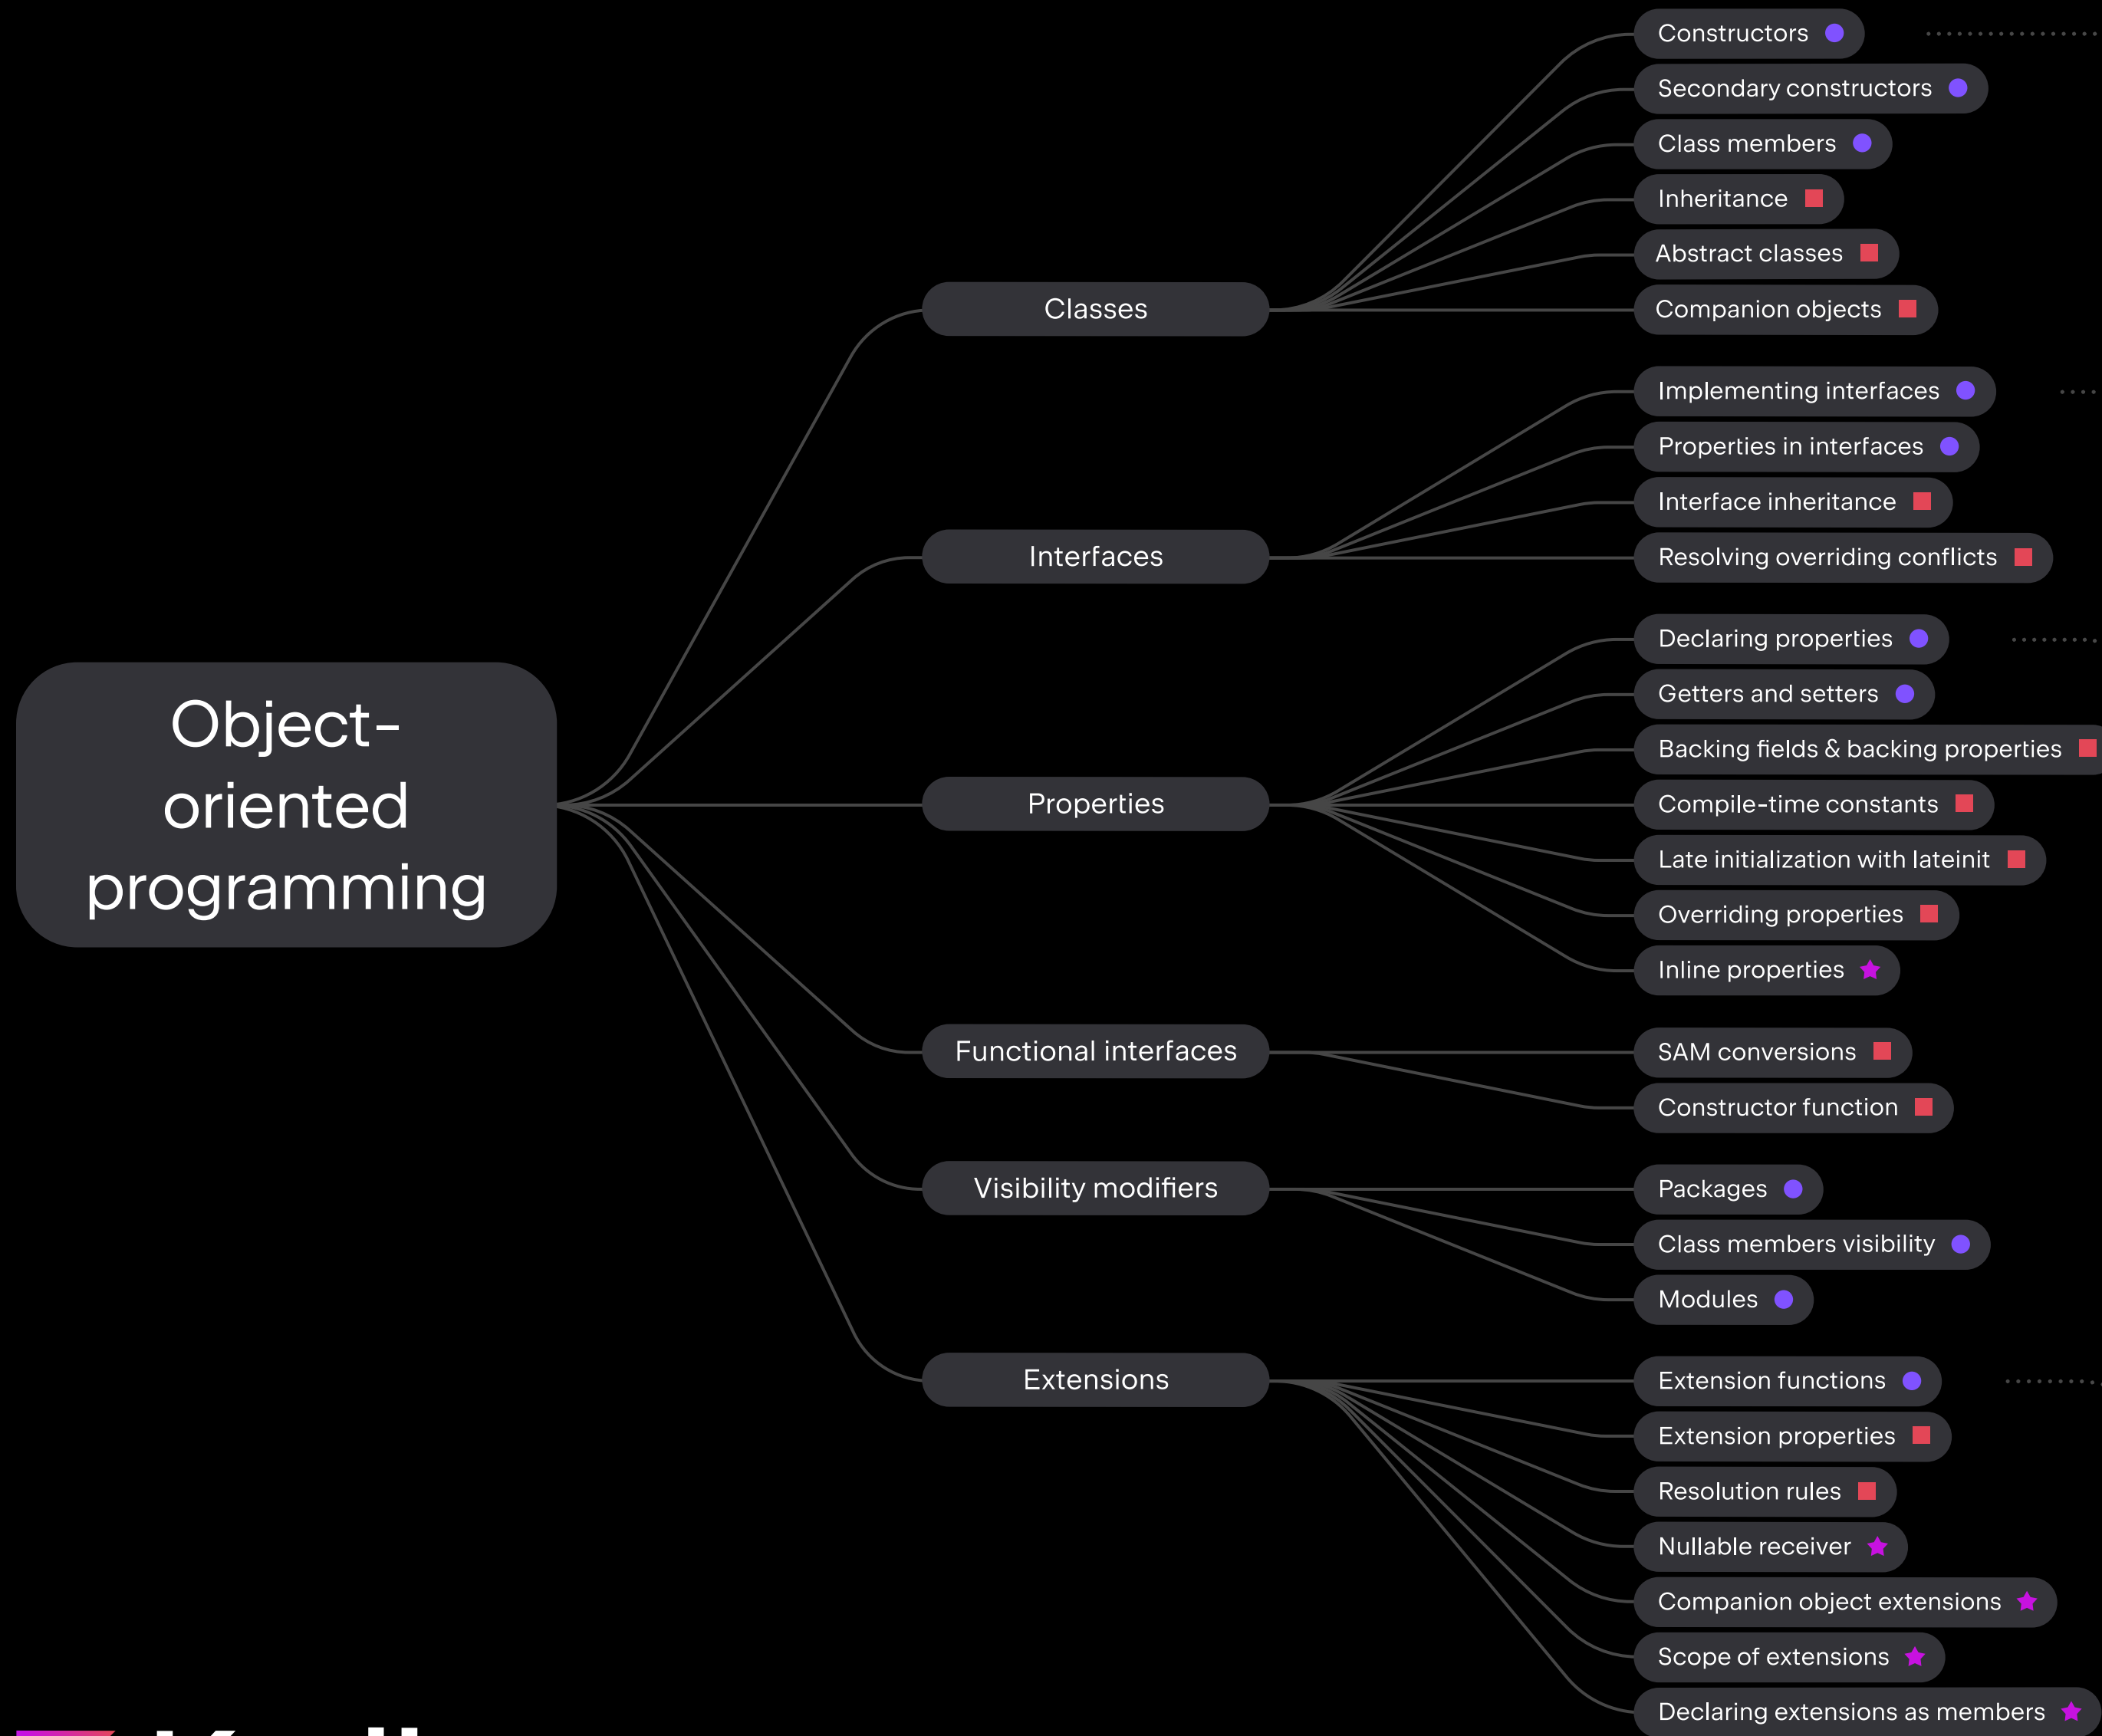 Object-
oriented
programming
Classes
Constructors
Secondary constructors
Class members
Inheritance
Abstract classes
Companion objects
Interfaces
Implementing interfaces
Properties in interfaces
Interface inheritance
Resolving overriding conflicts
Properties
Declaring properties
Getters and setters
Backing fields & backing properties
Compile-time constants
Late initialization with lateinit
Overriding properties
Inline properties
Functional interfaces
SAM conversions
Constructor function
Visibility modifiers
Packages
Class members visibility
Modules
Extensions
Extension functions
Extension properties
Resolution rules
Nullable receiver
Companion object extensions
Scope of extensions
Declaring extensions as members